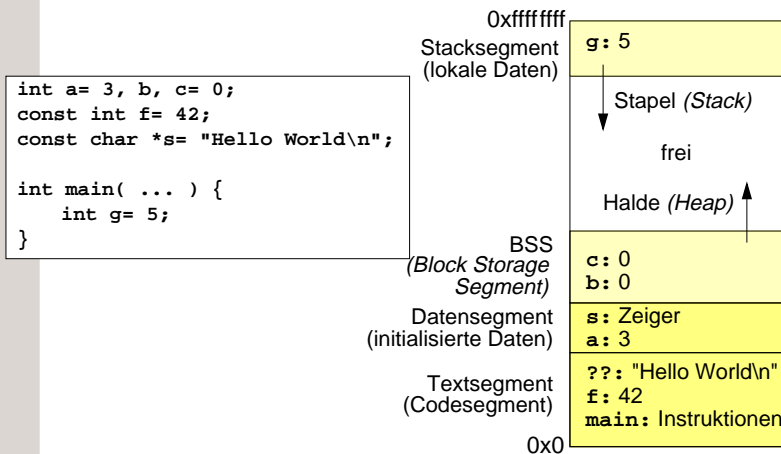 int a= 3, b, c= 0;
const int f= 42;
const char *s= "Hello World\n";
int main( ... ) {
int g= 5;
}
0xffffffff
Stacksegment
(lokale Daten)
g: 5
Stapel (Stack)
frei
Halde (Heap)
BSS
(Block Storage
Segment)
c: 0
b: 0
Datensegment
(initialisierte Daten)
s: Zeiger
a: 3
Textsegment
(Codesegment)
??: "Hello World\n"
f: 42
main: Instruktionen
0x0